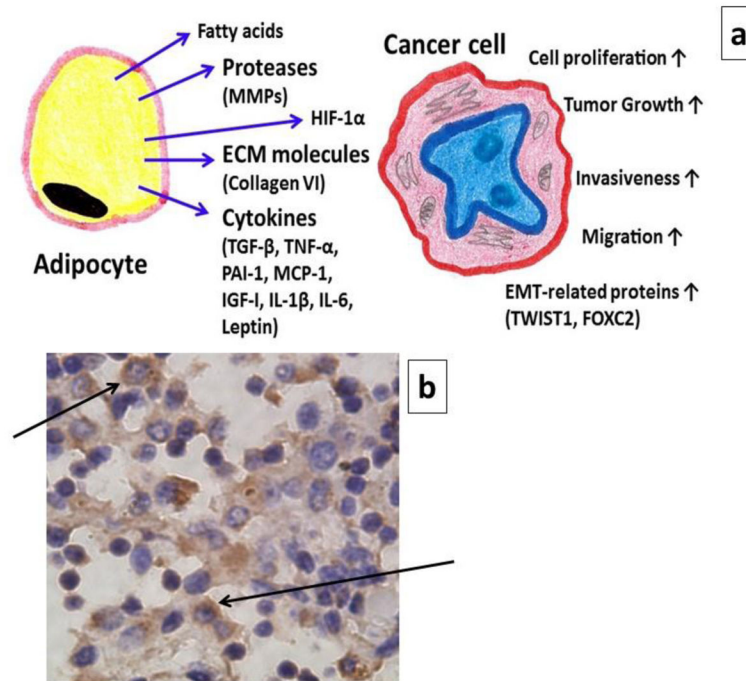 a
Fatty acids
Proteases
(MMPs)
HIF-1α
ECM molecules
(Collagen VI)
Cytokines
(TGF-β, TNF-α,
PAI-1, MCP-1,
IGF-I, IL-1β, IL-6,
Leptin)
Adipocyte
Cancer cell
Cell proliferation ↑
Tumor Growth ↑
Invasiveness ↑
Migration ↑
EMT-related proteins ↑
(TWIST1, FOXC2)
b